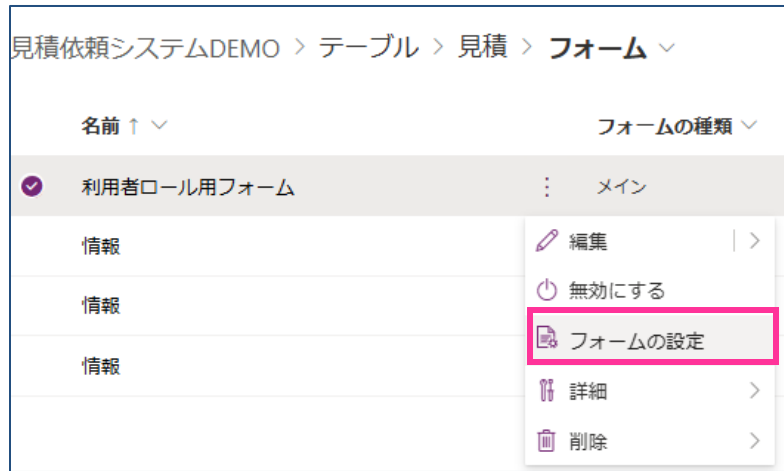 見積依頼システムDEMO > テーブル > 見積 > フォーム
名前 ↑ フォームの種類
利用者ロール用フォーム メイン
情報
編集
情報
無効にする
フォームの設定
情報
詳細
削除